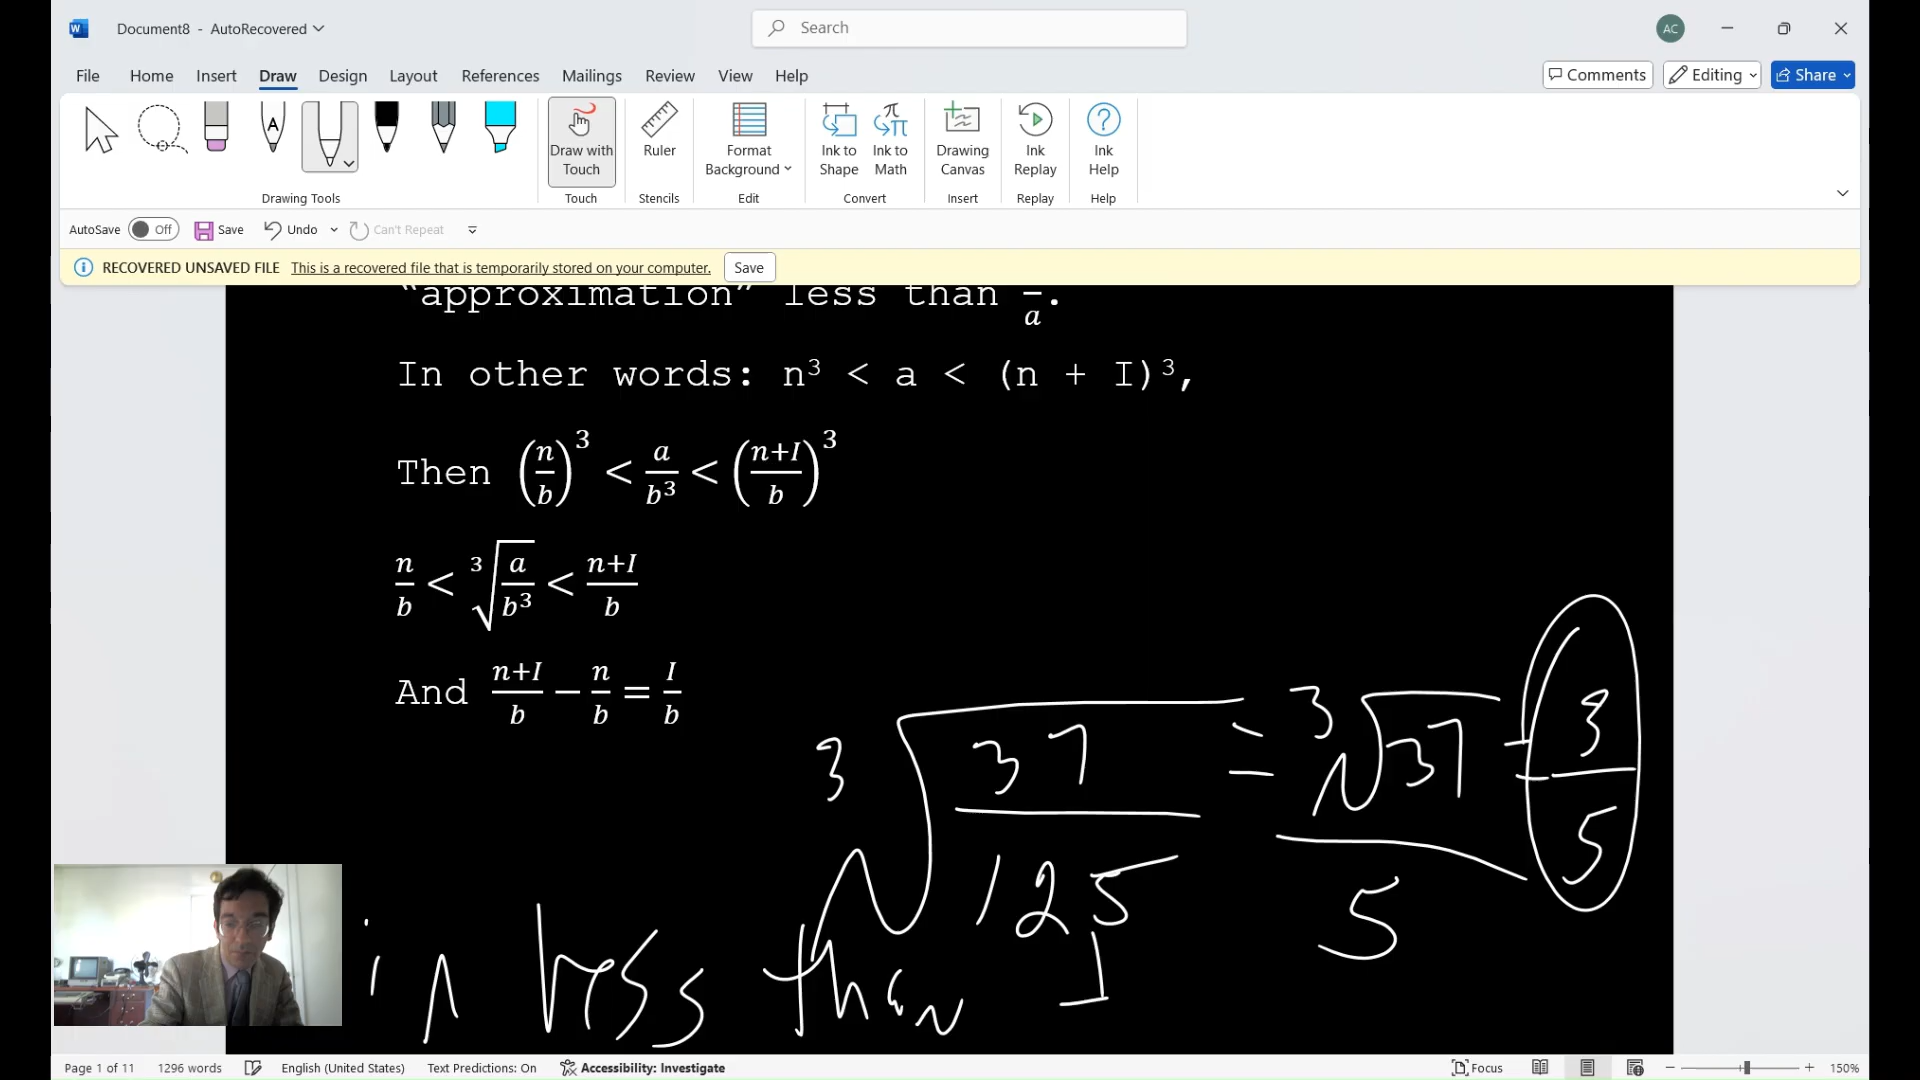 Document8 - AutoRecovered
Search
AC
File Home Insert Draw Design Layout References Mailings Review View Help
Comments Editing Share
Draw with Touch
Ruler
Format Background
Ink to Shape
Ink to Math
Drawing Canvas
Ink Replay
Ink Help
Drawing Tools Touch Stencils Edit Convert Insert Replay Help
AutoSave Off Save Undo Can't Repeat
RECOVERED UNSAVED FILE This is a recovered file that is temporarily stored on your computer. Save
“approximation” less than –/a.
In other words: n³ < a < (n + I)³,
Then (n/b)³ < a/b³ < ((n+I)/b)³
n/b < ³√(a/b³) < (n+I)/b
And (n+I)/b − n/b = I/b
³√(37/125) = ³√37/5 = 3/5
in less than 1
Page 1 of 11 1296 words English (United States) Text Predictions: On Accessibility: Investigate Focus 150%